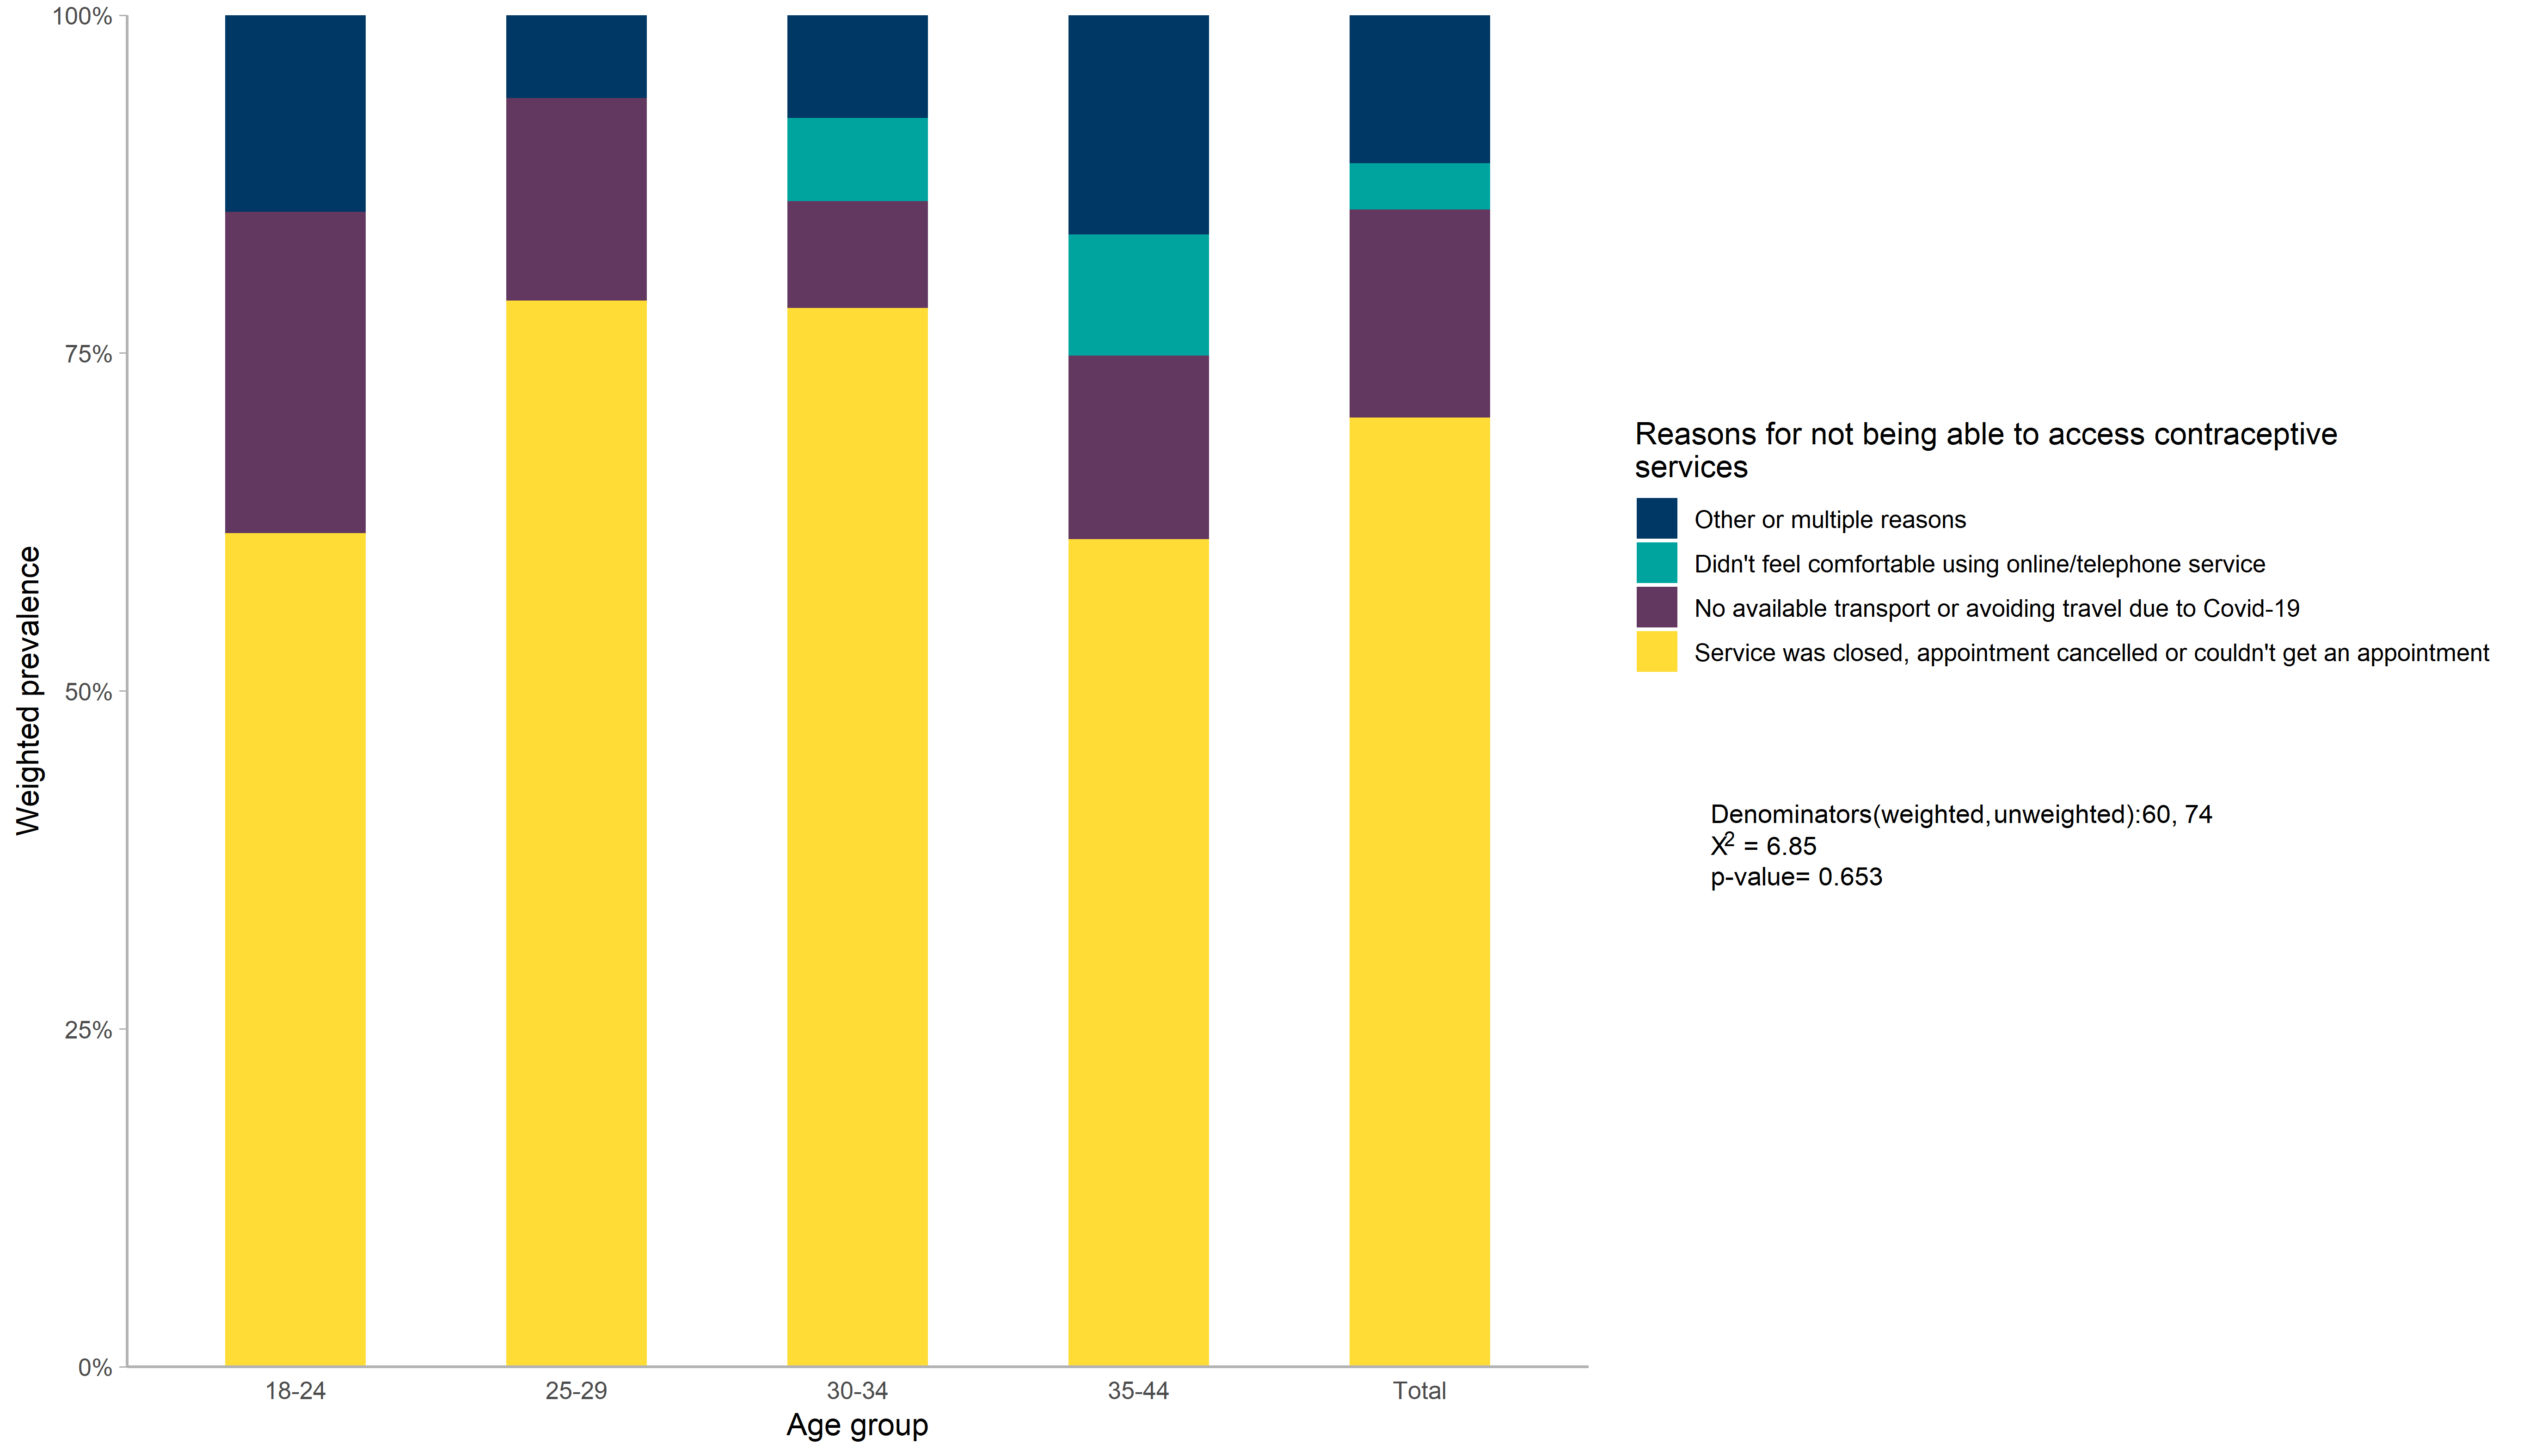 100%
75%
50%
25%
0%
Weighted prevalence
18-24
25-29
30-34
35-44
Total
Age group
Reasons for not being able to access contraceptive
services
Other or multiple reasons
Didn't feel comfortable using online/telephone service
No available transport or avoiding travel due to Covid-19
Service was closed, appointment cancelled or couldn't get an appointment
Denominators(weighted,unweighted):60, 74
X² = 6.85
p-value= 0.653